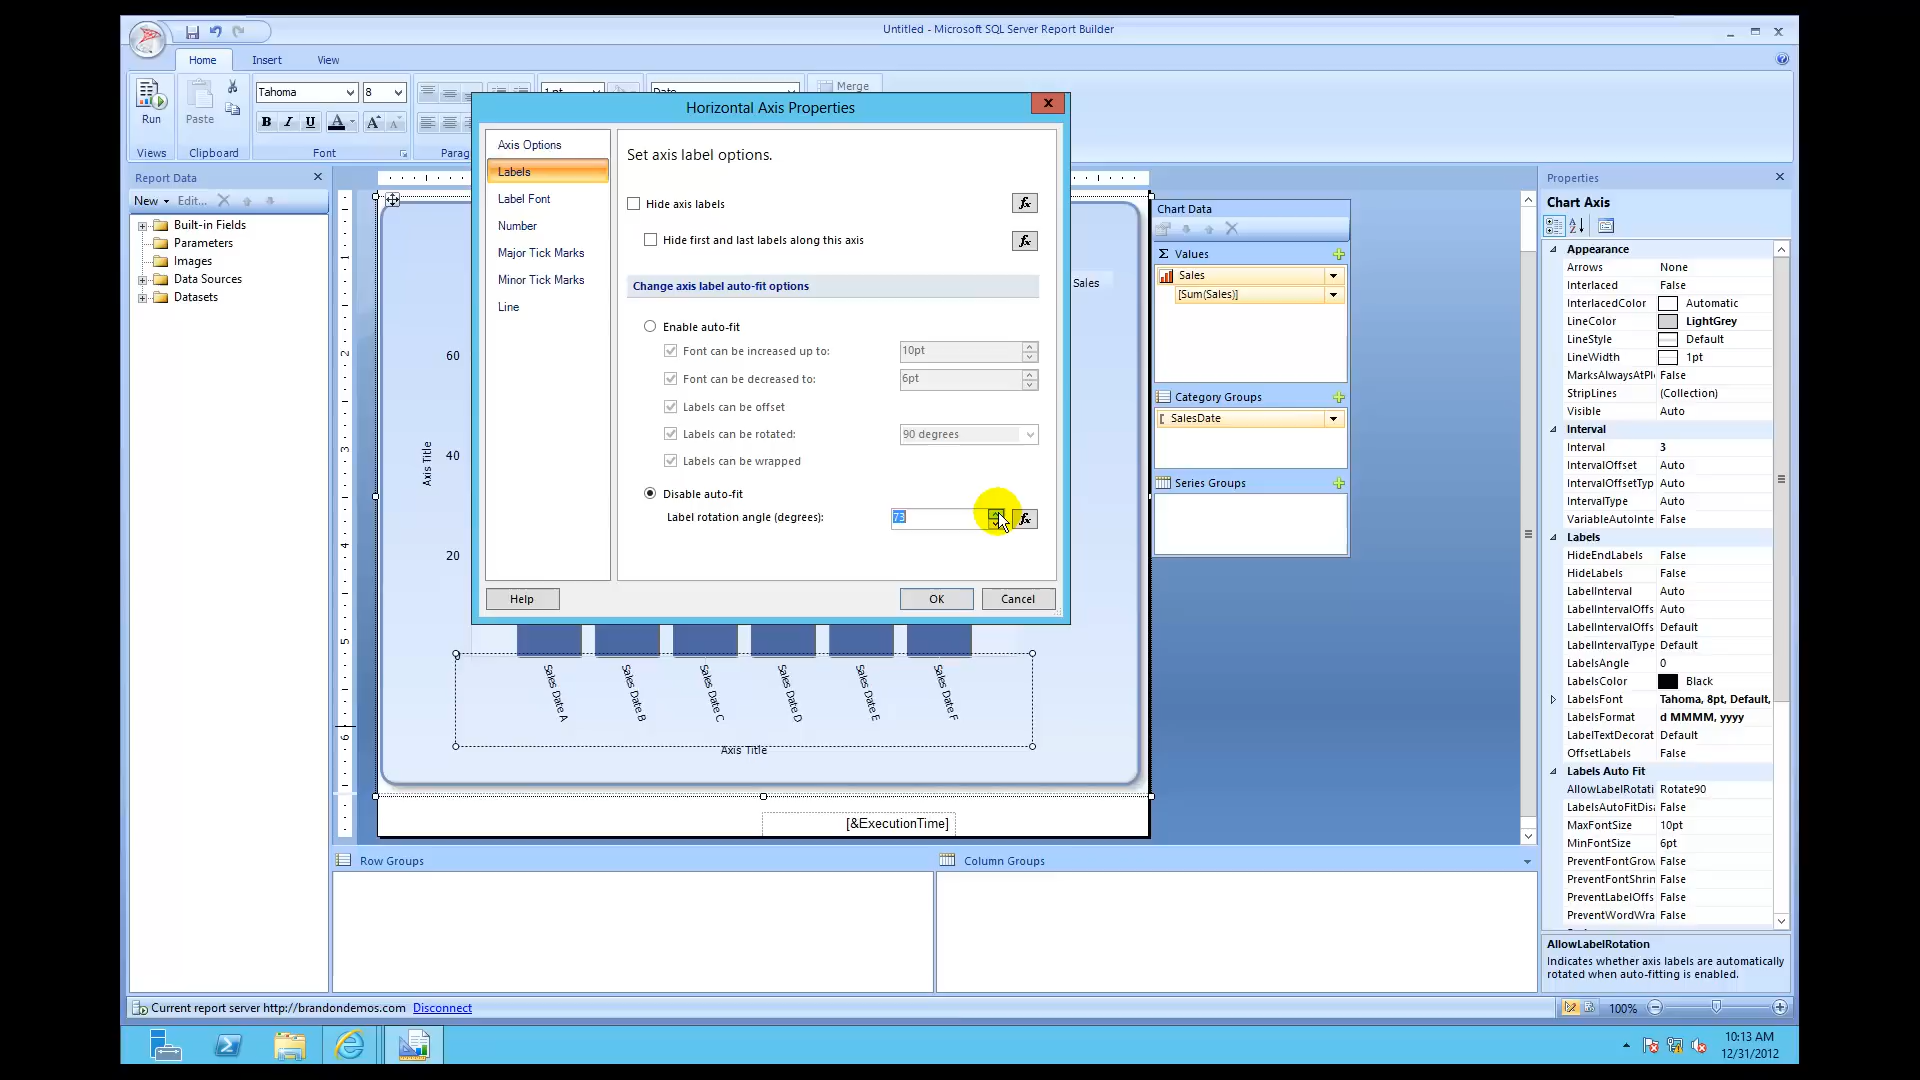 Untitled - Microsoft SQL Server Report Builder
Home Insert View
Run
Paste
Tahoma 8
B I U A A A
Merge
Views Clipboard Font
Report Data
New Edit...
Built-in Fields
Parameters
Images
Data Sources
Datasets
1
2
3
4
5
6
Horizontal Axis Properties
Axis Options
Labels
Label Font
Number
Major Tick Marks
Minor Tick Marks
Line
Set axis label options.
Hide axis labels fx
Hide first and last labels along this axis fx
Change axis label auto-fit options
Enable auto-fit
Font can be increased up to: 10pt
Font can be decreased to: 6pt
Labels can be offset
Labels can be rotated: 90 degrees
Labels can be wrapped
Disable auto-fit
Label rotation angle (degrees): 73 fx
Help OK Cancel
Sales
60
40
20
Axis Title
Sales Date A Sales Date B Sales Date C Sales Date D Sales Date E Sales Date F
Axis Title
[&ExecutionTime]
Chart Data
Σ Values
Sales
[Sum(Sales)]
Category Groups
SalesDate
Series Groups
Row Groups
Column Groups
Properties
Chart Axis
Appearance
Arrows None
Interlaced False
InterlacedColor Automatic
LineColor LightGrey
LineStyle Default
LineWidth 1pt
MarksAlwaysAtPl False
StripLines (Collection)
Visible Auto
Interval
Interval 3
IntervalOffset Auto
IntervalOffsetTyp Auto
IntervalType Auto
VariableAutoInte False
Labels
HideEndLabels False
HideLabels False
LabelInterval Auto
LabelIntervalOffs Auto
LabelIntervalOffs Default
LabelIntervalType Default
LabelsAngle 0
LabelsColor Black
LabelsFont Tahoma, 8pt, Default,
LabelsFormat d MMMM, yyyy
LabelTextDecorat Default
OffsetLabels False
Labels Auto Fit
AllowLabelRotati Rotate90
LabelsAutoFitDisa False
MaxFontSize 10pt
MinFontSize 6pt
PreventFontGrow False
PreventFontShrin False
PreventLabelOffs False
PreventWordWra False
AllowLabelRotation
Indicates whether axis labels are automatically
rotated when auto-fitting is enabled.
Current report server http://brandondemos.com Disconnect
100%
10:13 AM
12/31/2012